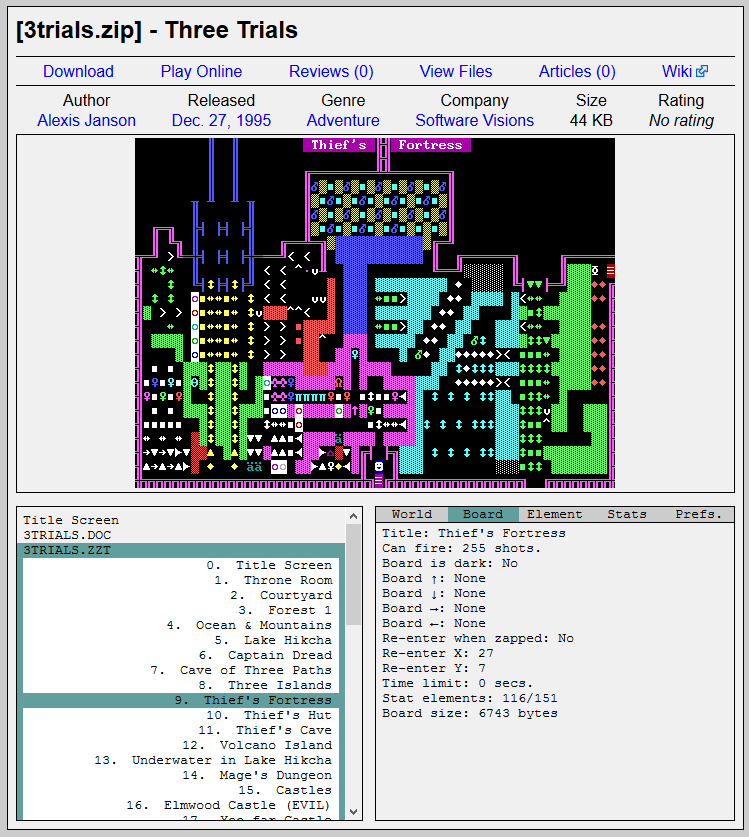 [3trials.zip] - Three Trials
Download Play Online Reviews (0) View Files Articles (0) Wiki
Author Released Genre Company Size Rating
Alexis Janson Dec. 27, 1995 Adventure Software Visions 44 KB No rating
Thief's Fortress
Title Screen
3TRIALS.DOC
3TRIALS.ZZT
0. Title Screen
1. Throne Room
2. Courtyard
3. Forest 1
4. Ocean & Mountains
5. Lake Hikcha
6. Captain Dread
7. Cave of Three Paths
8. Three Islands
9. Thief's Fortress
10. Thief's Hut
11. Thief's Cave
12. Volcano Island
13. Underwater in Lake Hikcha
14. Mage's Dungeon
15. Castles
16. Elmwood Castle (EVIL)
World Board Element Stats Prefs.
Title: Thief's Fortress
Can fire: 255 shots.
Board is dark: No
Board ↑: None
Board ↓: None
Board →: None
Board ←: None
Re-enter when zapped: No
Re-enter X: 27
Re-enter Y: 7
Time limit: 0 secs.
Stat elements: 116/151
Board size: 6743 bytes